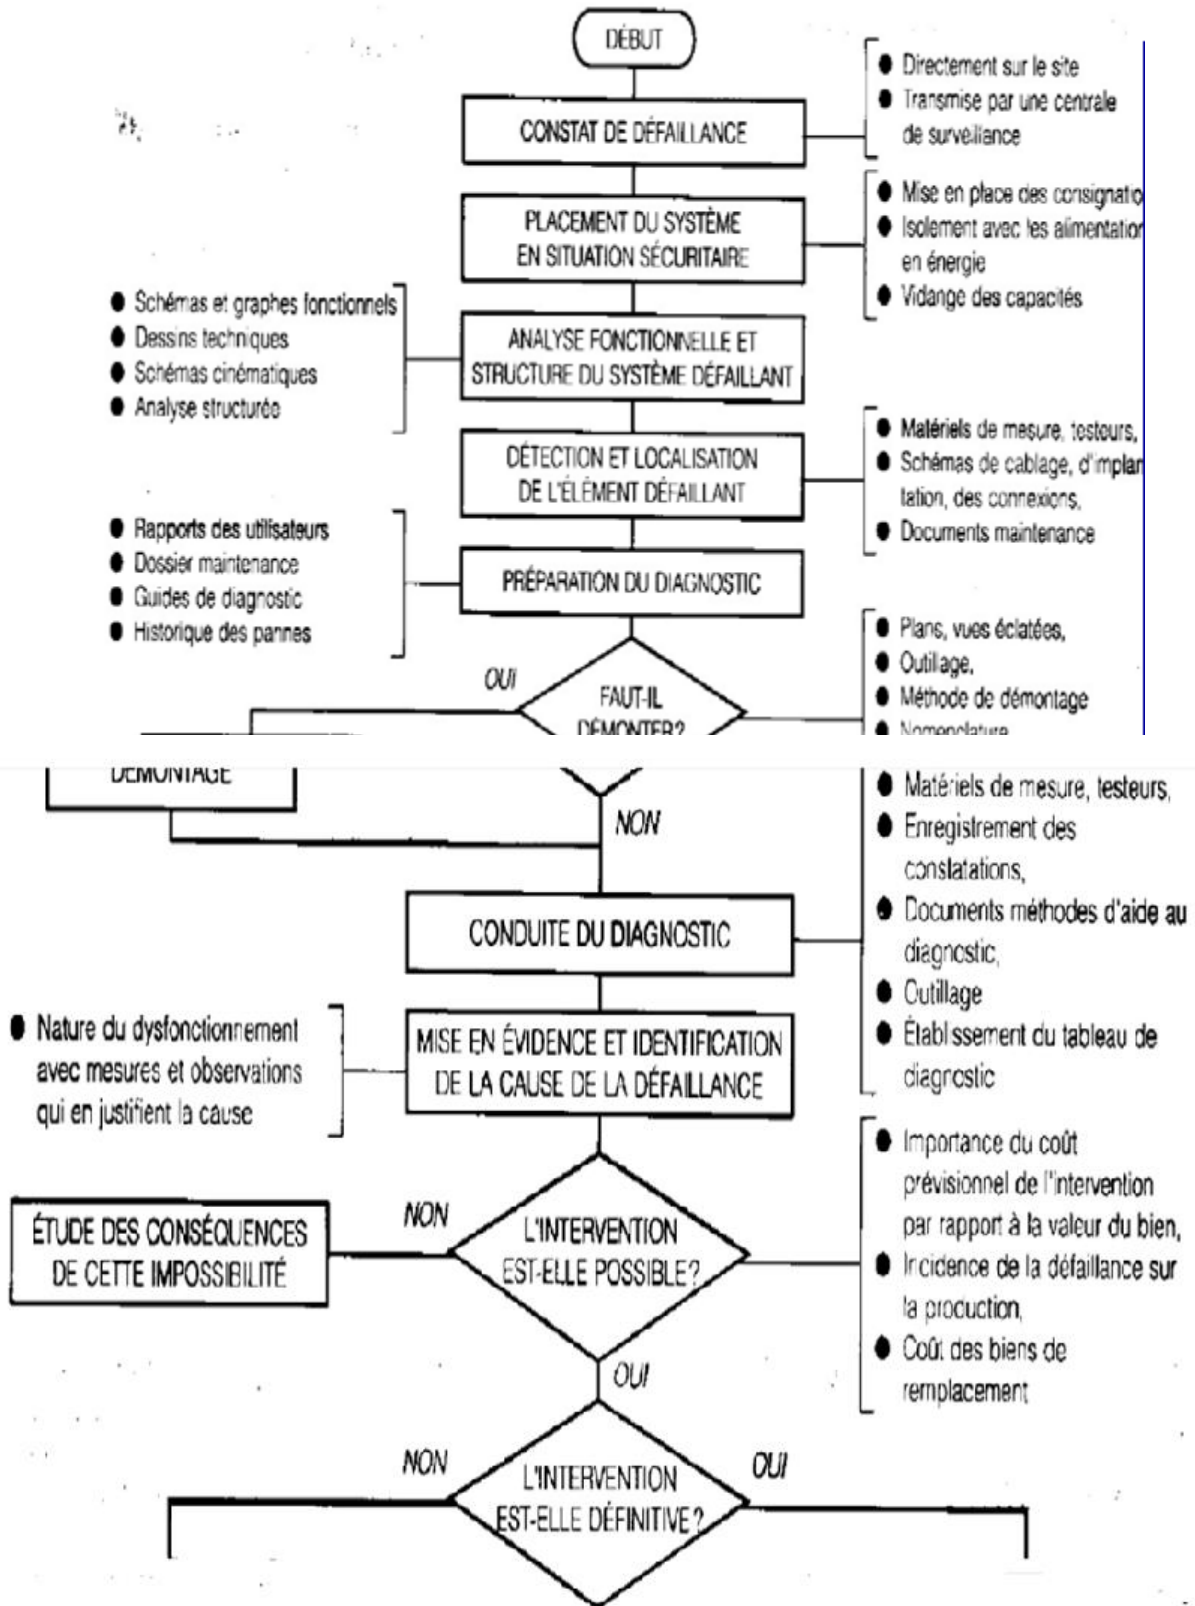 DÉBUT
CONSTAT DE DÉFAILLANCE
● Directement sur le site
● Transmise par une centrale
de surveillance
PLACEMENT DU SYSTÈME
EN SITUATION SÉCURITAIRE
● Mise en place des consignatio
● Isolement avec les alimentation
en énergie
● Vidange des capacités
● Schémas et graphes fonctionnels
● Dessins techniques
● Schémas cinématiques
● Analyse structurée
ANALYSE FONCTIONNELLE ET
STRUCTURE DU SYSTÈME DÉFAILLANT
DÉTECTION ET LOCALISATION
DE L'ÉLÉMENT DÉFAILLANT
● Matériels de mesure, testeurs,
● Schémas de cablage, d'implan
tation, des connexions,
● Documents maintenance
● Rapports des utilisateurs
● Dossier maintenance
● Guides de diagnostic
● Historique des pannes
PRÉPARATION DU DIAGNOSTIC
OUI
FAUT-IL
DÉMONTER?
● Plans, vues éclatées,
● Outillage,
● Méthode de démontage
● Nomenclature
DÉMONTAGE
NON
● Matériels de mesure, testeurs,
● Enregistrement des
constatations,
● Documents méthodes d'aide au
diagnostic,
● Outillage
● Établissement du tableau de
diagnostic
CONDUITE DU DIAGNOSTIC
● Nature du dysfonctionnement
avec mesures et observations
qui en justifient la cause
MISE EN ÉVIDENCE ET IDENTIFICATION
DE LA CAUSE DE LA DÉFAILLANCE
ÉTUDE DES CONSÉQUENCES
DE CETTE IMPOSSIBILITÉ
NON
L'INTERVENTION
EST-ELLE POSSIBLE?
● Importance du coût
prévisionnel de l'intervention
par rapport à la valeur du bien,
● Incidence de la défaillance sur
la production,
● Coût des biens de
remplacement
OUI
NON
L'INTERVENTION
EST-ELLE DÉFINITIVE?
OUI